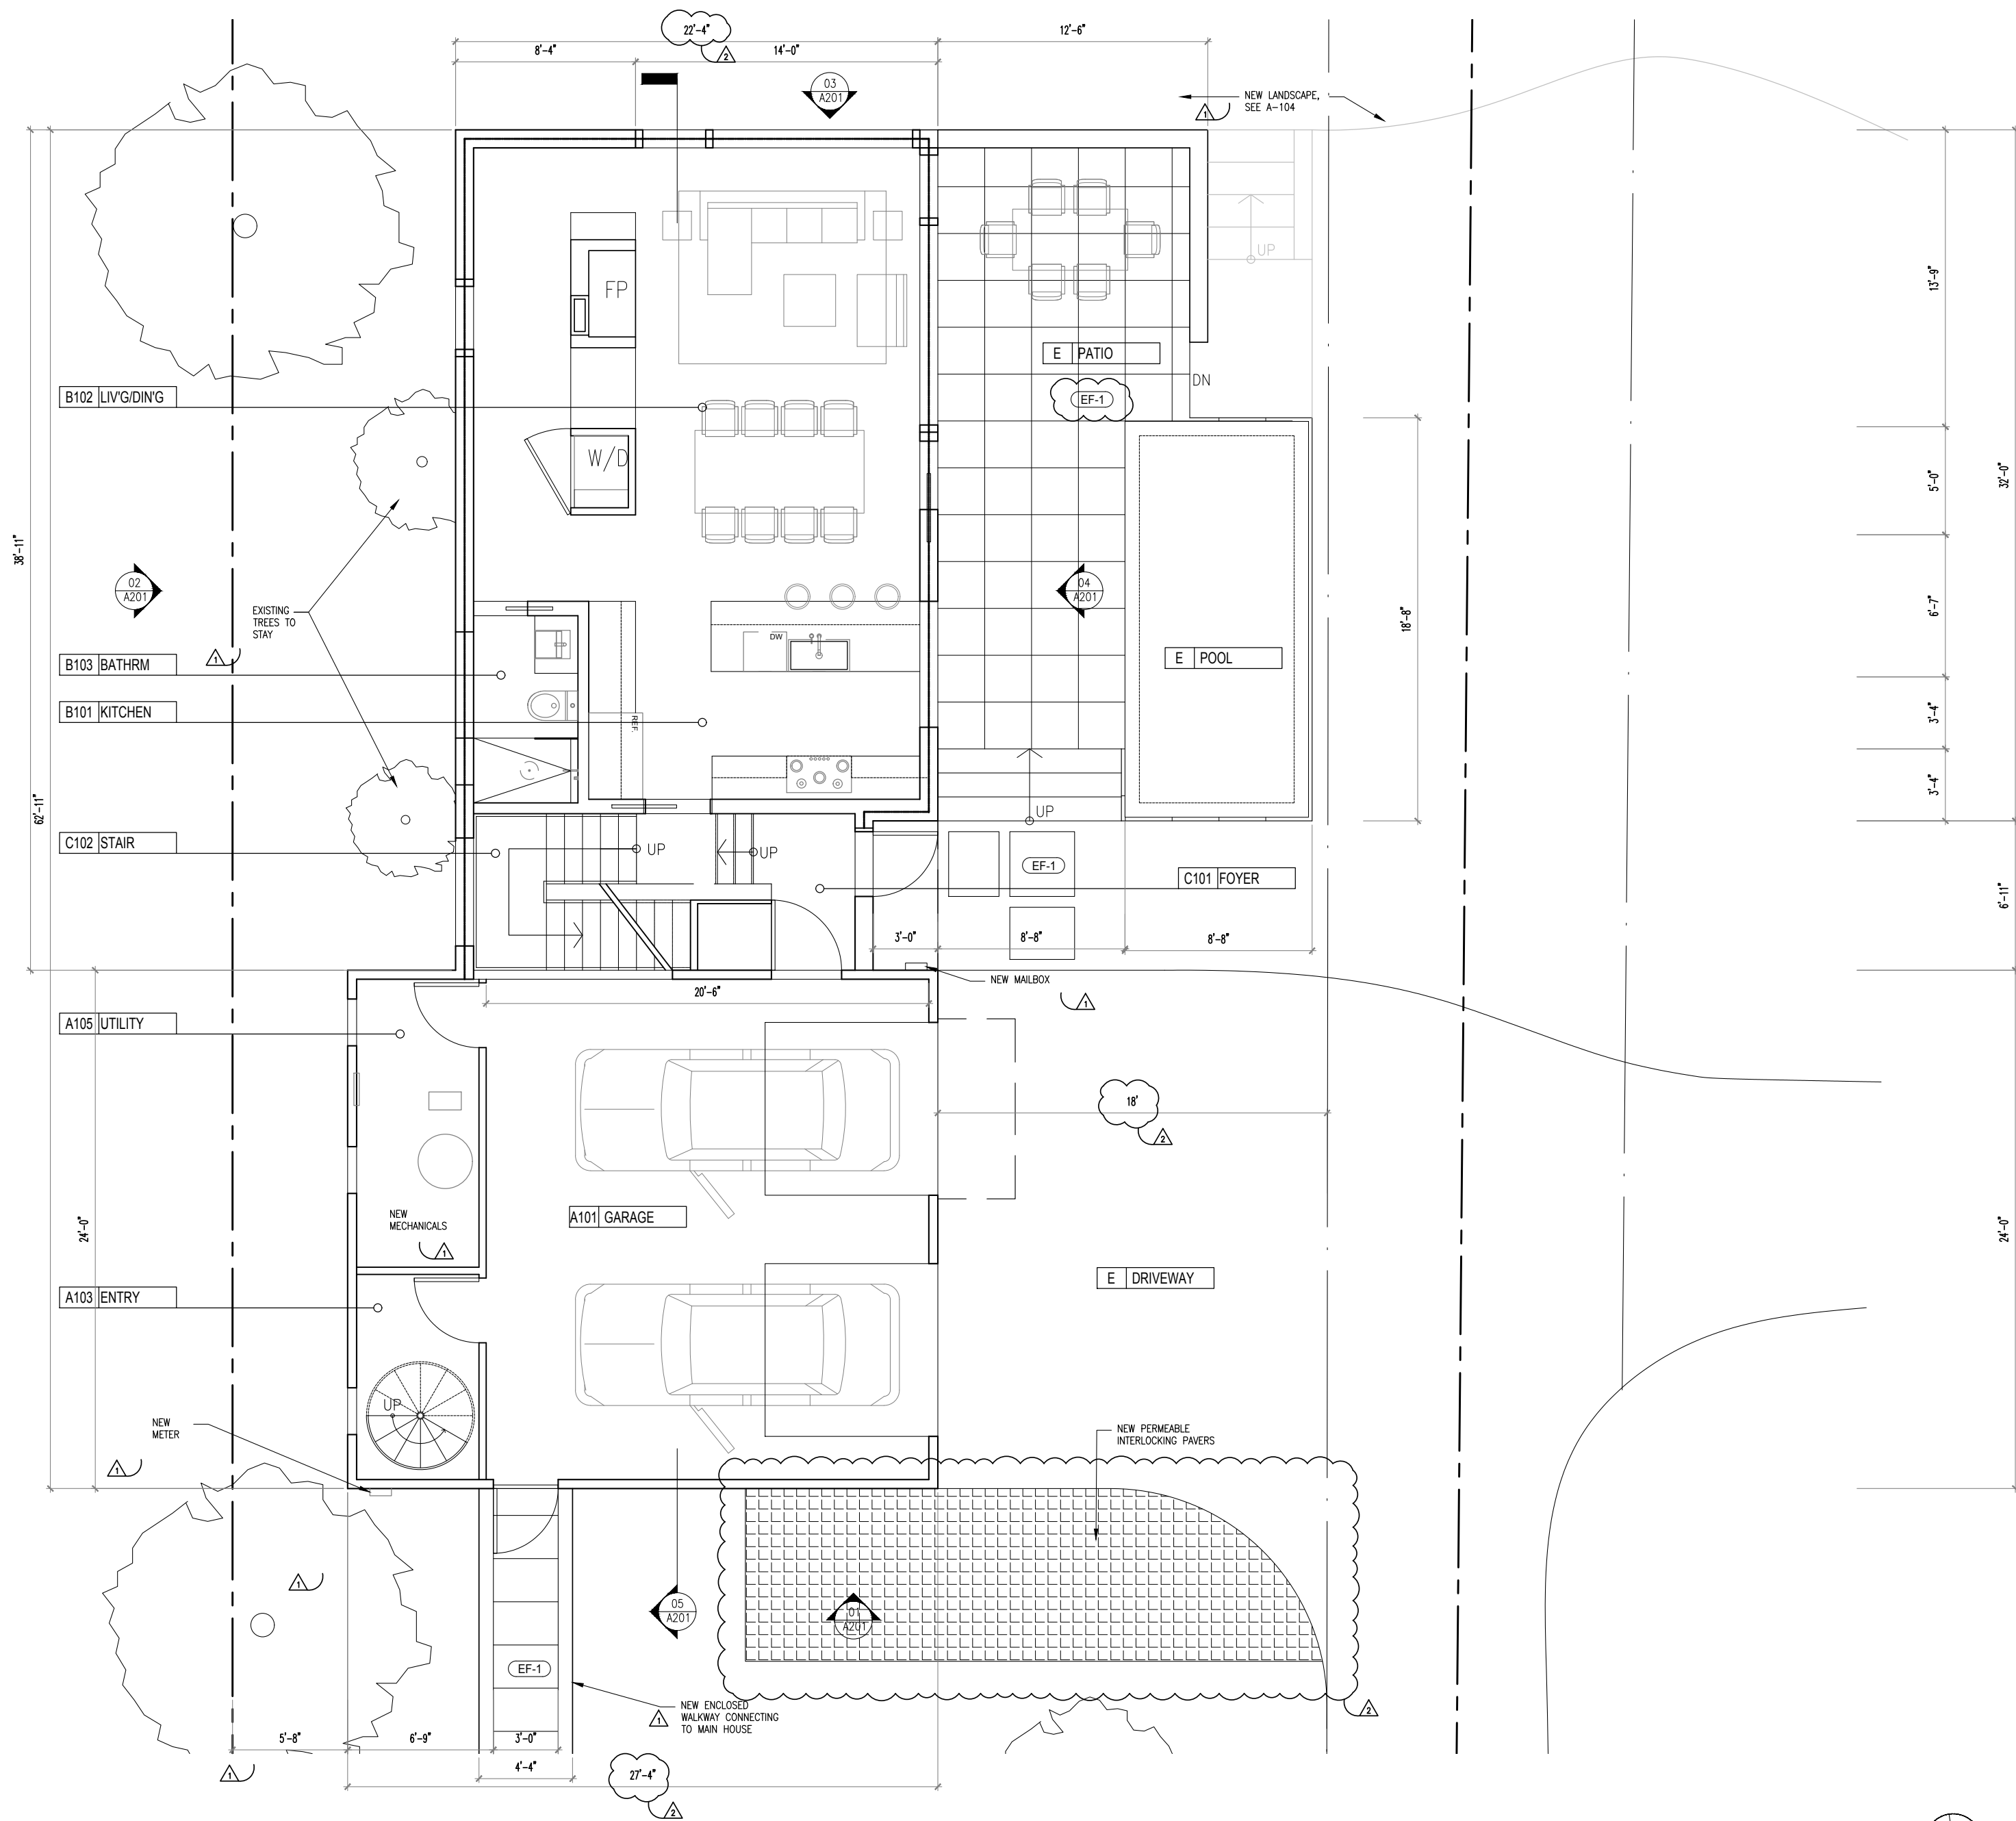 22'-4"
12'-6"
8'-4"
14'-0"
2
03
A201
NEW LANDSCAPE,
SEE A-104
1
UP
FP
13'-9"
E PATIO
DN
EF-1
B102 LIV'G/DIN'G
W/D
5'-0"
32'-0"
38'-11"
02
A201
04
A201
EXISTING
TREES TO
STAY
1
6'-7"
18'-8"
DW
B103 BATHRM
E POOL
B101 KITCHEN
REF.
3'-4"
3'-4"
62'-11"
UP
C102 STAIR
UP
UP
EF-1
C101 FOYER
6'-11"
3'-0"
8'-8"
8'-8"
NEW MAILBOX
1
20'-6"
A105 UTILITY
18'
2
NEW
MECHANICALS
1
A101 GARAGE
24'-0"
24'-0"
E DRIVEWAY
A103 ENTRY
UP
NEW
METER
1
NEW PERMEABLE
INTERLOCKING PAVERS
1
05
A201
01
A201
EF-1
NEW ENCLOSED
WALKWAY CONNECTING
TO MAIN HOUSE
1
2
5'-8"
6'-9"
3'-0"
4'-4"
1
27'-4"
2